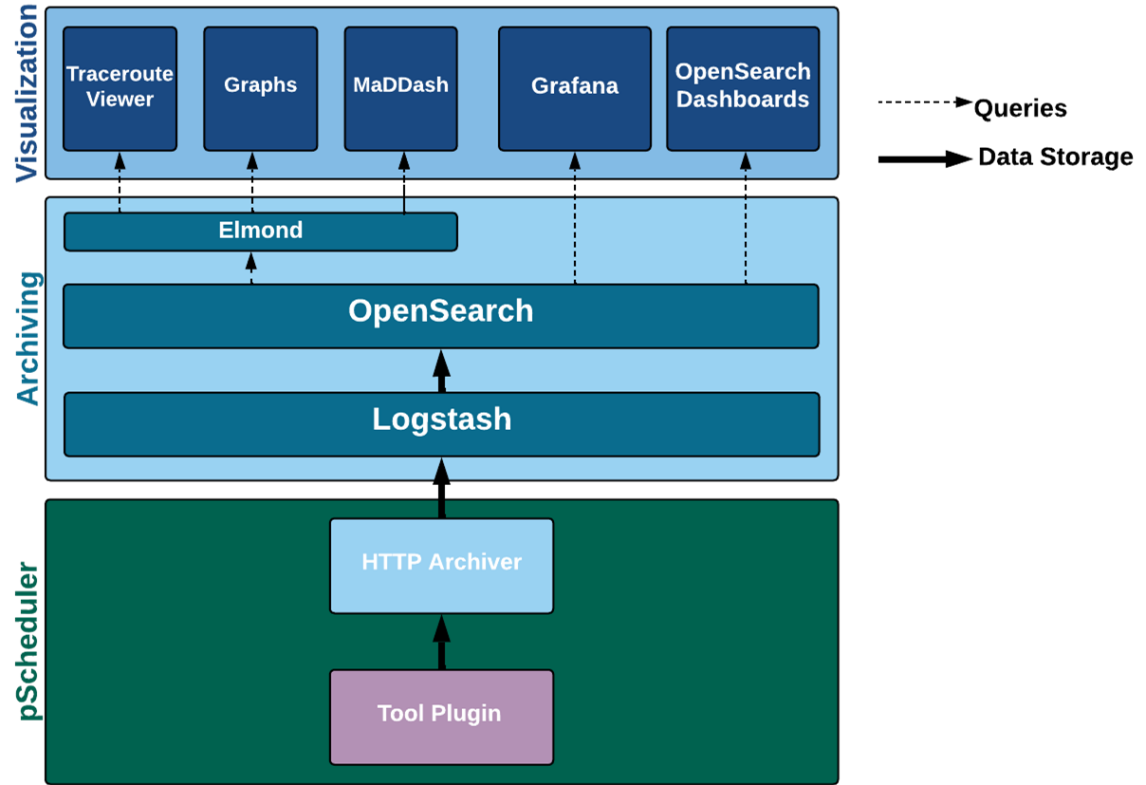 Visualization
Traceroute
Viewer
Graphs
MaDDash
Grafana
OpenSearch
Dashboards
Queries
Data Storage
Archiving
Elmond
OpenSearch
Logstash
pScheduler
HTTP Archiver
Tool Plugin